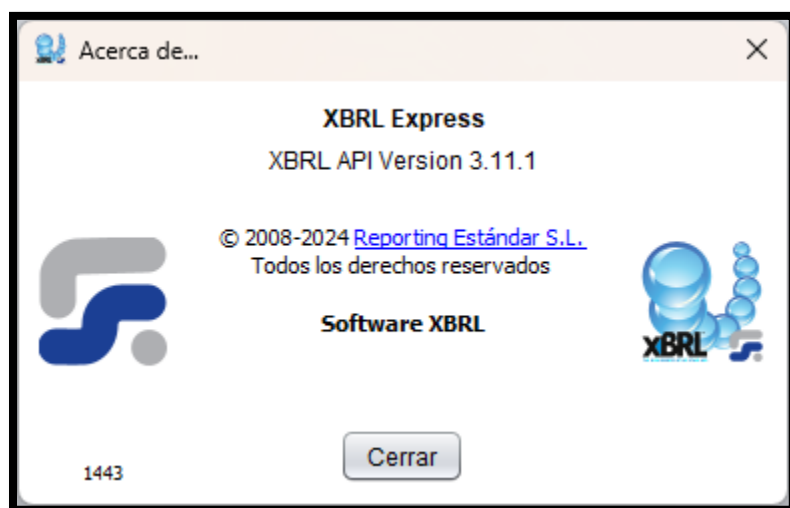 Acerca de...
XBRL Express
XBRL API Version 3.11.1
© 2008-2024 Reporting Estándar S.L.
Todos los derechos reservados
Software XBRL
XBRL
Cerrar
1443